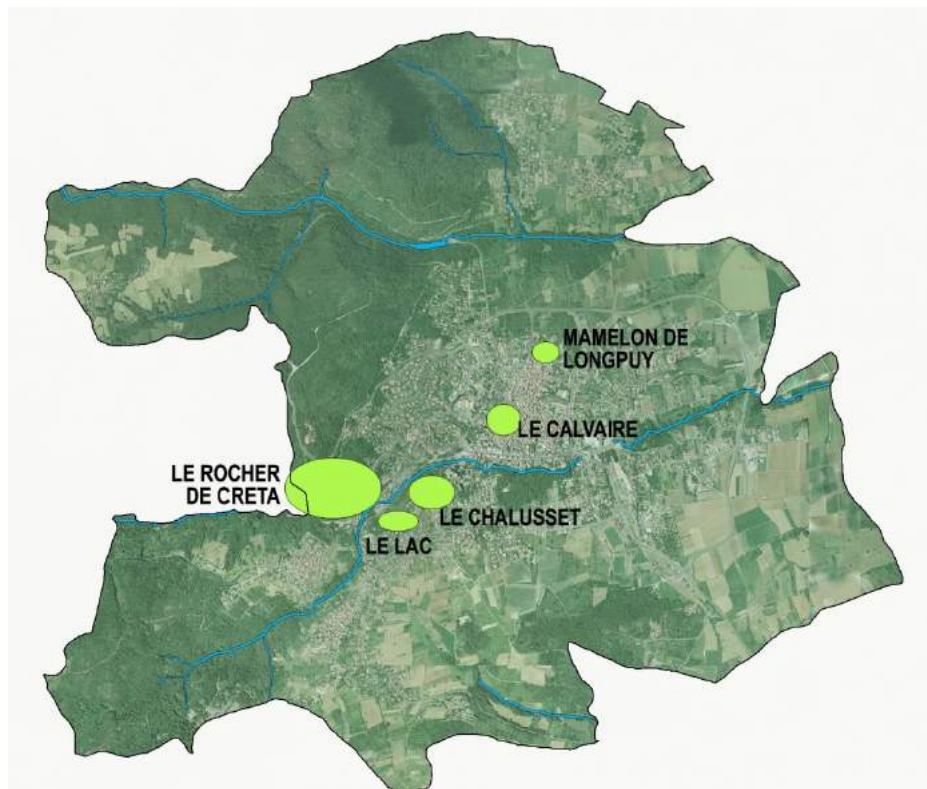 MAMELON DE
LONGPUY
LE CALVAIRE
LE ROCHER
DE CRETA
LE CHALUSSET
LE LAC